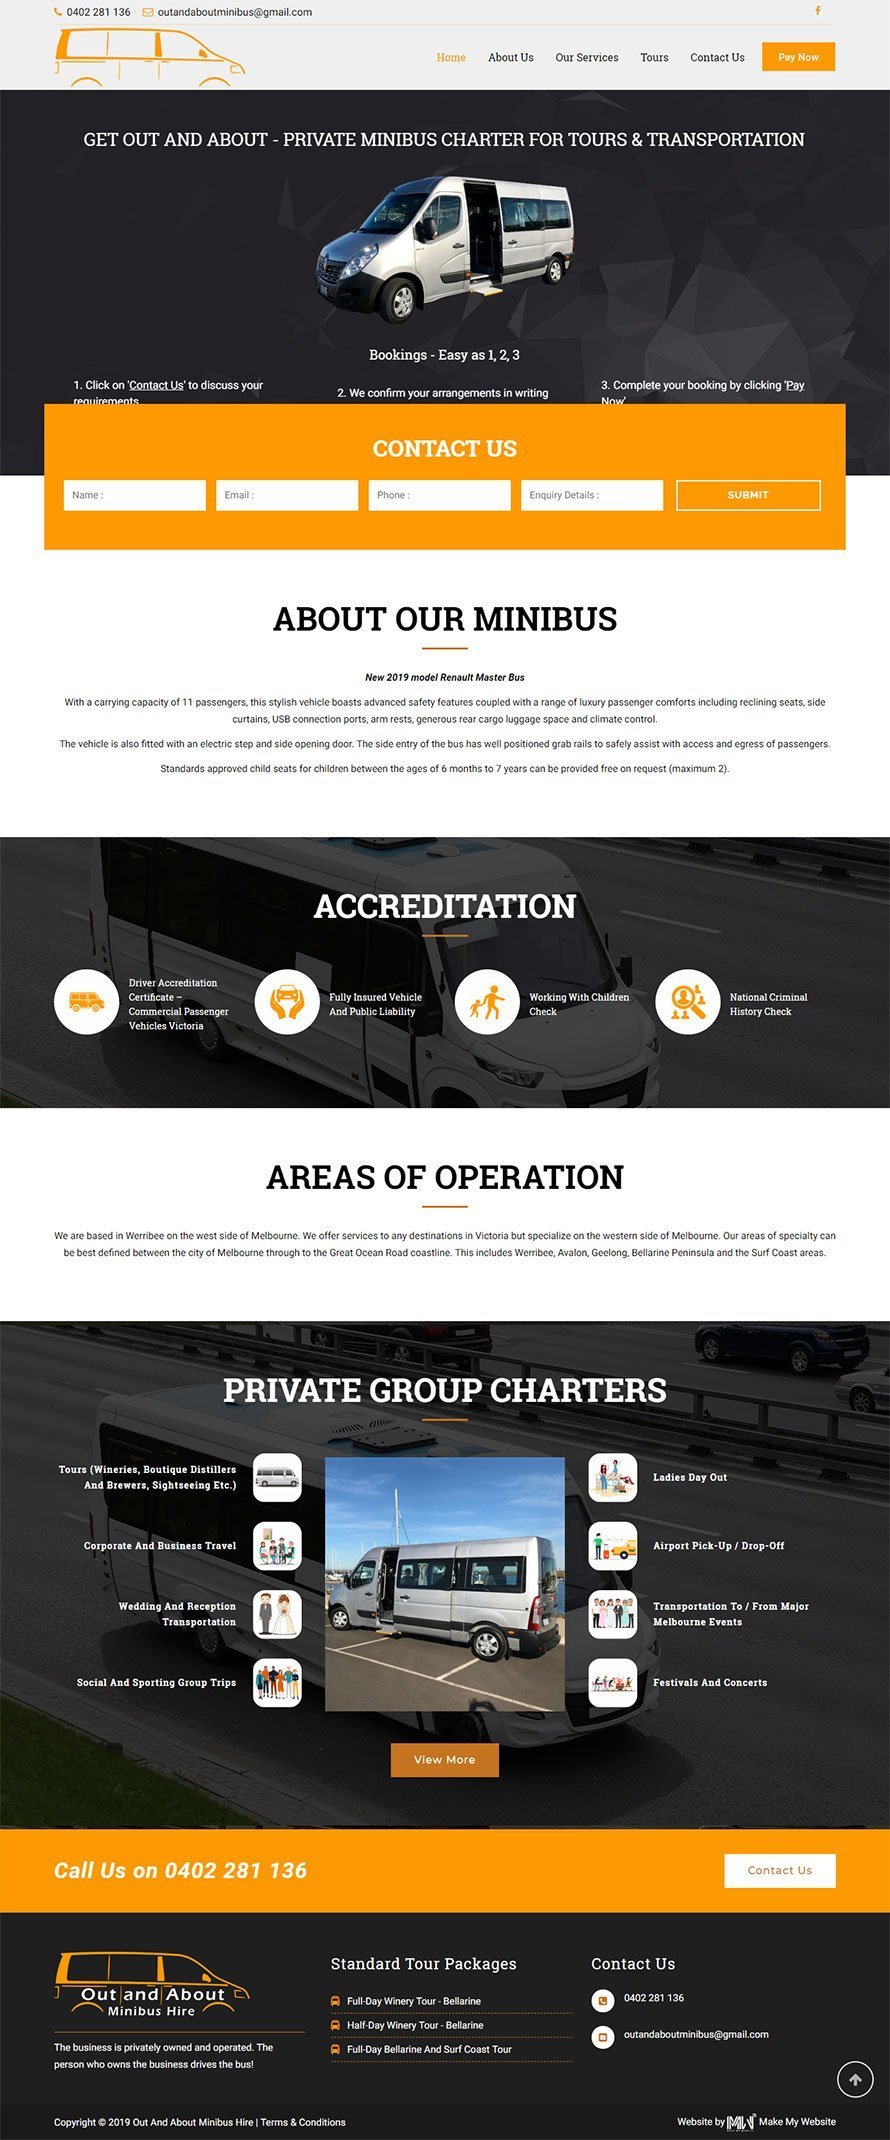 0402 281 136 outandaboutminibus@gmail.com
Home About Us Our Services Tours Contact Us Pay Now
GET OUT AND ABOUT - PRIVATE MINIBUS CHARTER FOR TOURS & TRANSPORTATION
Bookings - Easy as 1, 2, 3
1. Click on 'Contact Us' to discuss your
requirements
2. We confirm your arrangements in writing
3. Complete your booking by clicking 'Pay
Now'
CONTACT US
Name : Email : Phone : Enquiry Details : SUBMIT
ABOUT OUR MINIBUS
New 2019 model Renault Master Bus
With a carrying capacity of 11 passengers, this stylish vehicle boasts advanced safety features coupled with a range of luxury passenger comforts including reclining seats, side
curtains, USB connection ports, arm rests, generous rear cargo luggage space and climate control.
The vehicle is also fitted with an electric step and side opening door. The side entry of the bus has well positioned grab rails to safely assist with access and egress of passengers.
Standards approved child seats for children between the ages of 6 months to 7 years can be provided free on request (maximum 2).
ACCREDITATION
Driver Accreditation
Certificate –
Commercial Passenger
Vehicles Victoria
Fully Insured Vehicle
And Public Liability
Working With Children
Check
National Criminal
History Check
AREAS OF OPERATION
We are based in Werribee on the west side of Melbourne. We offer services to any destinations in Victoria but specialize on the western side of Melbourne. Our areas of specialty can
be best defined between the city of Melbourne through to the Great Ocean Road coastline. This includes Werribee, Avalon, Geelong, Bellarine Peninsula and the Surf Coast areas.
PRIVATE GROUP CHARTERS
Tours (Wineries, Boutique Distillers
And Brewers, Sightseeing Etc.)
Corporate And Business Travel
Wedding And Reception
Transportation
Social And Sporting Group Trips
Ladies Day Out
Airport Pick-Up / Drop-Off
Transportation To / From Major
Melbourne Events
Festivals And Concerts
View More
Call Us on 0402 281 136
Contact Us
Out and About
Minibus Hire
The business is privately owned and operated. The
person who owns the business drives the bus!
Standard Tour Packages
Full-Day Winery Tour - Bellarine
Half-Day Winery Tour - Bellarine
Full-Day Bellarine And Surf Coast Tour
Contact Us
0402 281 136
outandaboutminibus@gmail.com
Copyright © 2019 Out And About Minibus Hire | Terms & Conditions
Website by Make My Website